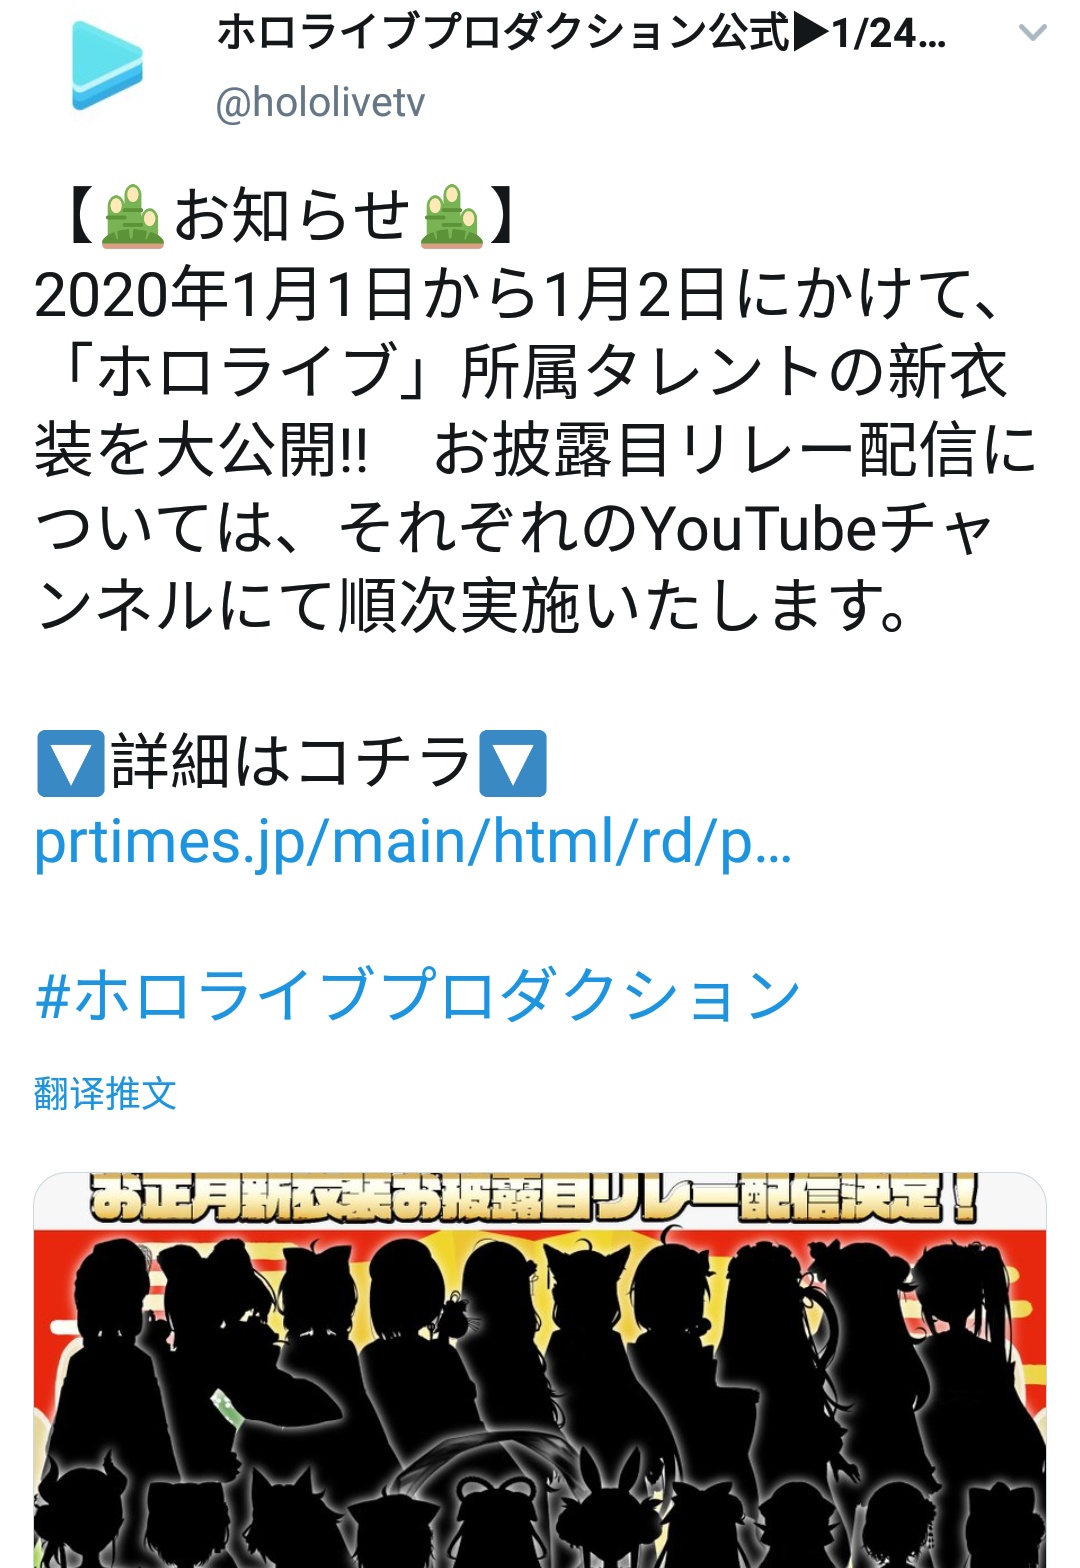 ホロライブプロダクション公式▶1/24…
@hololivetv
【🎍お知らせ🎍】
2020年1月1日から1月2日にかけて、
「ホロライブ」所属タレントの新衣
装を大公開!!　お披露目リレー配信に
ついては、それぞれのYouTubeチャ
ンネルにて順次実施いたします。
🔽詳細はコチラ🔽
prtimes.jp/main/html/rd/p…
#ホロライブプロダクション
翻译推文
お正月新衣装お披露目リレー配信決定！